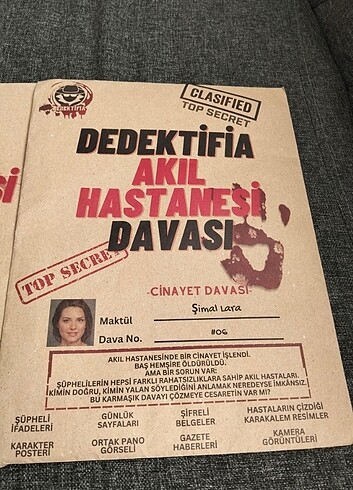 DEDEKTİFİA
CLASIFIED
TOP SECRET
DEDEKTİFİA
AKIL
HASTANESİ
DAVASI
TOP SECRET
-CİNAYET DAVASI-
Maktül Şimal Lara
Dava No. #06
AKIL HASTANESİNDE BİR CİNAYET İŞLENDİ.
BAŞ HEMŞİRE ÖLDÜRÜLDÜ.
AMA BİR SORUN VAR:
ŞÜPHELİLERİN HEPSİ FARKLI RAHATSIZLIKLARA SAHİP AKIL HASTALARI.
KİMİN DOĞRU, KİMİN YALAN SÖYLEDİĞİNİ ANLAMAK NEREDEYSE İMKÂNSIZ.
BU KARMAŞIK DAVAYI ÇÖZMEYE CESARETİN VAR MI?
ŞÜPHELİ İFADELERİ
GÜNLÜK SAYFALARI
ŞİFRELİ BELGELER
HASTALARIN ÇİZDİĞİ KARAKALEM RESİMLER
KARAKTER POSTERİ
ORTAK PANO GÖRSELİ
GAZETE HABERLERİ
KAMERA GÖRÜNTÜLERİ